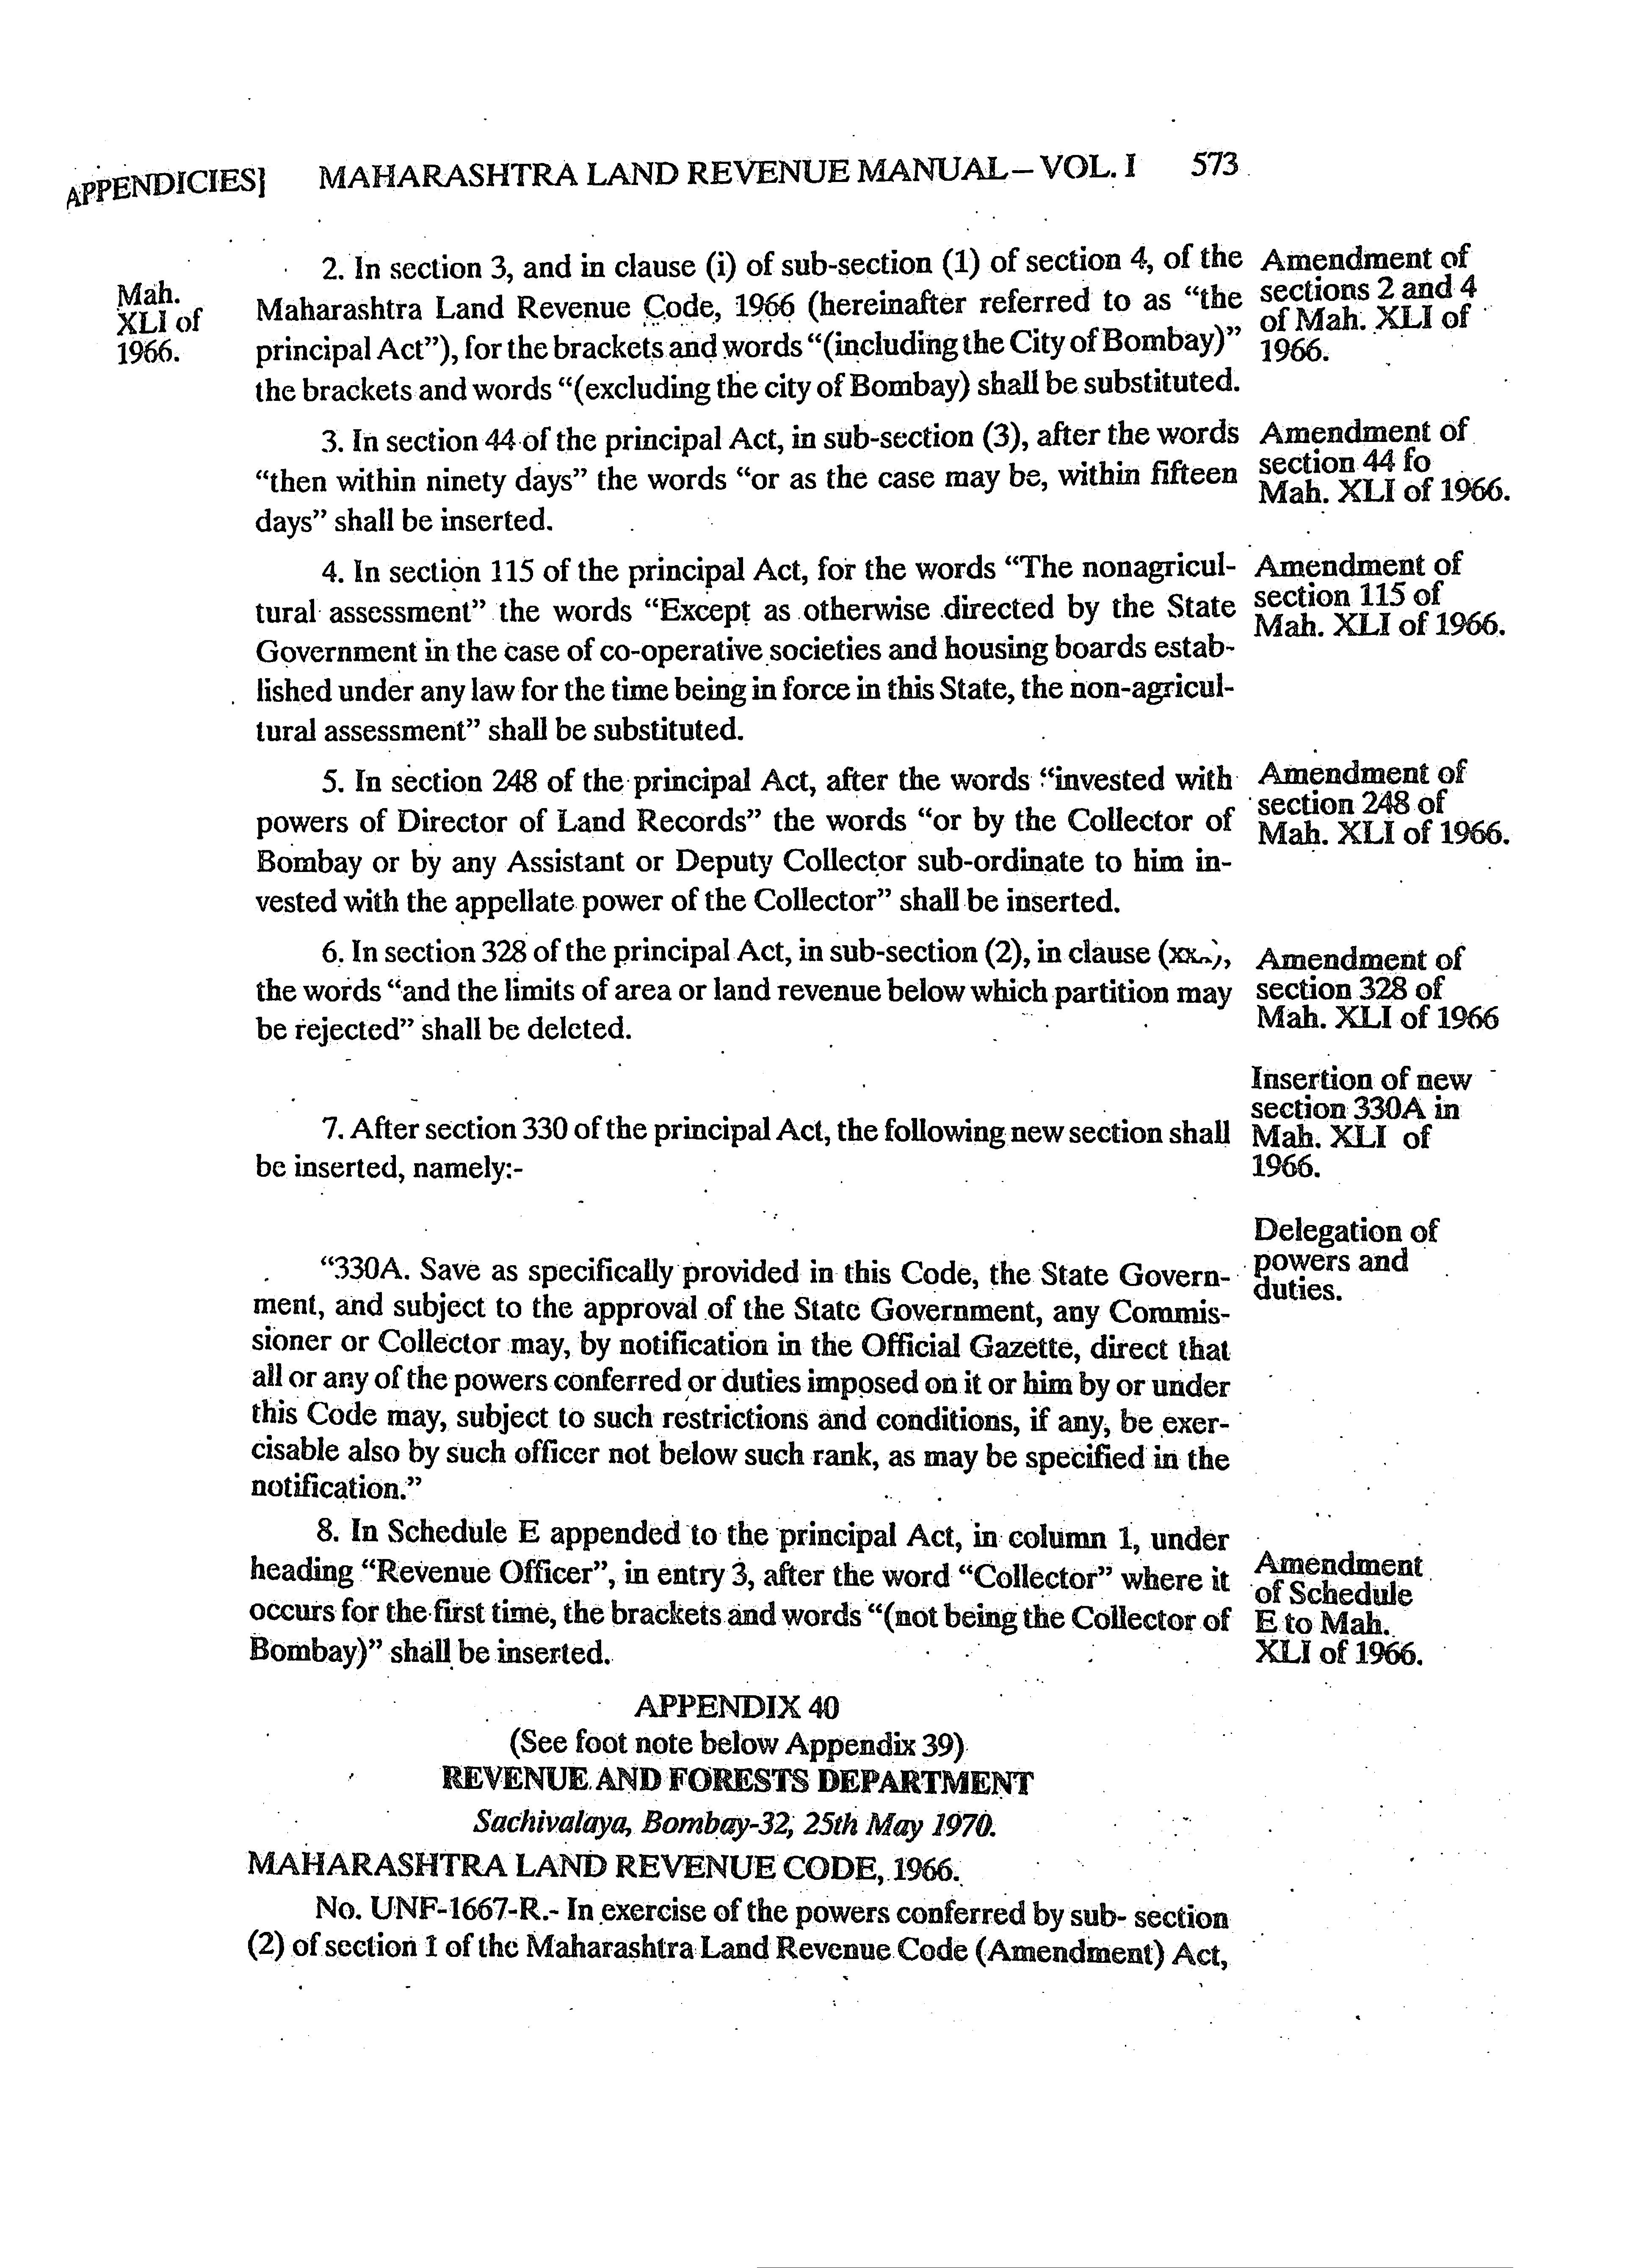 APPENDICIES] MAHARASHTRA LAND REVENUE MANUAL – VOL. I 573
Mah.
XLI of
1966.
2. In section 3, and in clause (i) of sub-section (1) of section 4, of the
Maharashtra Land Revenue Code, 1966 (hereinafter referred to as “the
principal Act”), for the brackets and words “(including the City of Bombay)”
the brackets and words “(excluding the city of Bombay) shall be substituted.
Amendment of
sections 2 and 4
of Mah. XLI of
1966.
3. In section 44 of the principal Act, in sub-section (3), after the words
“then within ninety days” the words “or as the case may be, within fifteen
days” shall be inserted.
Amendment of
section 44 fo
Mah. XLI of 1966.
4. In section 115 of the principal Act, for the words “The nonagricul-
tural assessment” the words “Except as otherwise directed by the State
Government in the case of co-operative societies and housing boards estab-
lished under any law for the time being in force in this State, the non-agricul-
tural assessment” shall be substituted.
Amendment of
section 115 of
Mah. XLI of 1966.
5. In section 248 of the principal Act, after the words “invested with
powers of Director of Land Records” the words “or by the Collector of
Bombay or by any Assistant or Deputy Collector sub-ordinate to him in-
vested with the appellate power of the Collector” shall be inserted.
Amendment of
section 248 of
Mah. XLI of 1966.
6. In section 328 of the principal Act, in sub-section (2), in clause
the words “and the limits of area or land revenue below which partition may
be rejected” shall be deleted.
Amendment of
section 328 of
Mah. XLI of 1966
7. After section 330 of the principal Act, the following new section shall
be inserted, namely:-
Insertion of new
section 330A in
Mah. XLI of
1966.
“330A. Save as specifically provided in this Code, the State Govern-
ment, and subject to the approval of the State Government, any Commis-
sioner or Collector may, by notification in the Official Gazette, direct that
all or any of the powers conferred or duties imposed on it or him by or under
this Code may, subject to such restrictions and conditions, if any, be exer-
cisable also by such officer not below such rank, as may be specified in the
notification.”
Delegation of
powers and
duties.
8. In Schedule E appended to the principal Act, in column 1, under
heading “Revenue Officer”, in entry 3, after the word “Collector” where it
occurs for the first time, the brackets and words “(not being the Collector of
Bombay)” shall be inserted.
Amendment
of Schedule
E to Mah.
XLI of 1966.
APPENDIX 40
(See foot note below Appendix 39)
REVENUE AND FORESTS DEPARTMENT
Sachivalaya, Bombay-32, 25th May 1970.
MAHARASHTRA LAND REVENUE CODE, 1966.
No. UNF-1667-R.- In exercise of the powers conferred by sub- section
(2) of section 1 of the Maharashtra Land Revenue Code (Amendment) Act,